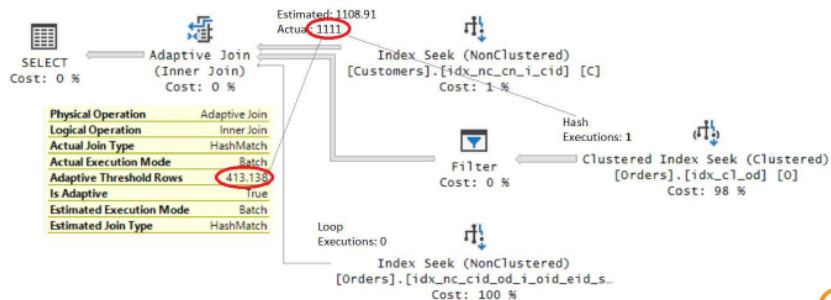 Estimated: 1108.91
Actual: 1111
SELECT
Cost: 0 %
Adaptive Join
(Inner Join)
Cost: 0 %
Index Seek (NonClustered)
[Customers].[idx_nc_cn_i_cid] [C]
Cost: 1 %
Physical Operation Adaptive Join
Logical Operation Inner Join
Actual Join Type HashMatch
Actual Execution Mode Batch
Adaptive Threshold Rows 413.138
Is Adaptive True
Estimated Execution Mode Batch
Estimated Join Type HashMatch
Filter
Cost: 0 %
Hash
Executions: 1
Clustered Index Seek (Clustered)
[Orders].[idx_cl_od] [O]
Cost: 98 %
Loop
Executions: 0
Index Seek (NonClustered)
[Orders].[idx_nc_cid_od_i_oid_eid_s…
Cost: 100 %